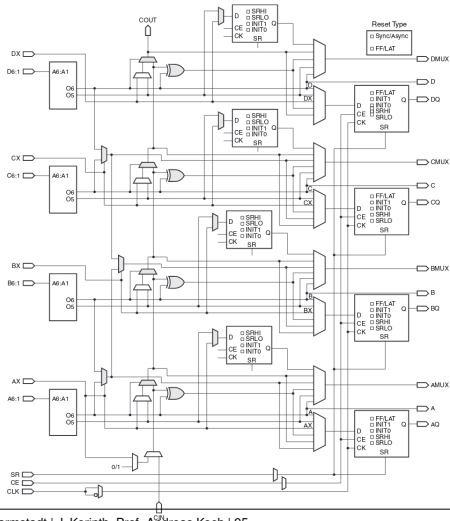 COUT
Reset Type
□ Sync/Async
□ FF/LAT
DX
D6:1
A6:A1
O6
O5
D
CE
CK
□ SRHI
□ SRLO
□ INIT1
□ INIT0
Q
SR
DMUX
D
DX
D
DQ
D
CE
CK
□ FF/LAT
□ INIT1
□ INIT0
□ SRHI
□ SRLO
Q
SR
CX
C6:1
A6:A1
O6
O5
D
CE
CK
□ SRHI
□ SRLO
□ INIT1
□ INIT0
Q
SR
CMUX
C
CX
C
CQ
D
CE
CK
□ FF/LAT
□ INIT1
□ INIT0
□ SRHI
□ SRLO
Q
SR
BX
B6:1
A6:A1
O6
O5
D
CE
CK
□ SRHI
□ SRLO
□ INIT1
□ INIT0
Q
SR
BMUX
B
BX
B
BQ
D
CE
CK
□ FF/LAT
□ INIT1
□ INIT0
□ SRHI
□ SRLO
Q
SR
AX
A6:1
A6:A1
O6
O5
D
CE
CK
□ SRHI
□ SRLO
□ INIT1
□ INIT0
Q
SR
AMUX
A
AX
A
AQ
D
CE
CK
□ FF/LAT
□ INIT1
□ INIT0
□ SRHI
□ SRLO
Q
SR
0/1
SR
CE
CLK
CIN